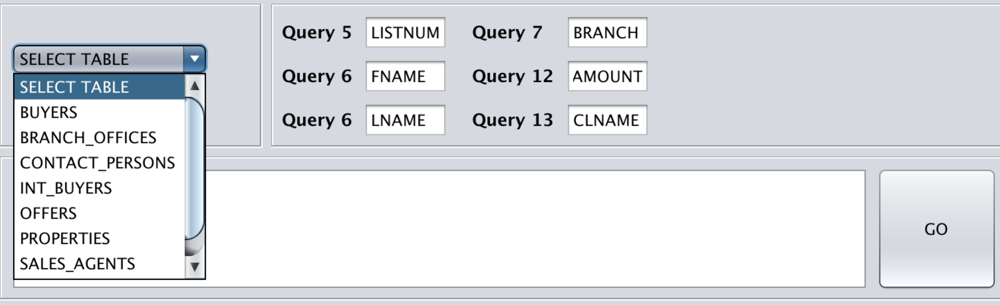 SELECT TABLE
SELECT TABLE
BUYERS
BRANCH_OFFICES
CONTACT_PERSONS
INT_BUYERS
OFFERS
PROPERTIES
SALES_AGENTS
Query 5 LISTNUM Query 7 BRANCH
Query 6 FNAME Query 12 AMOUNT
Query 6 LNAME Query 13 CLNAME
GO